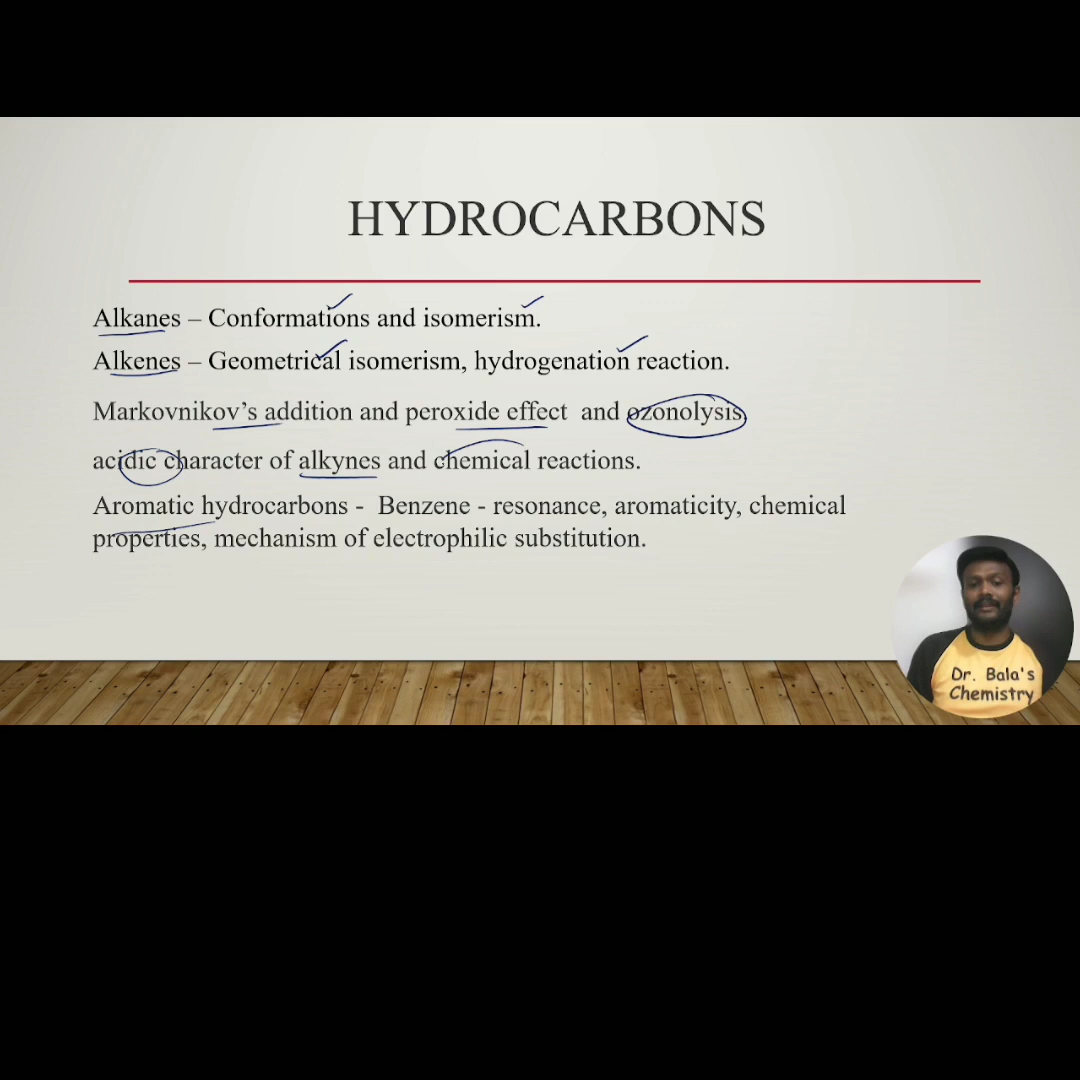 HYDROCARBONS
Alkanes – Conformations and isomerism.
Alkenes – Geometrical isomerism, hydrogenation reaction.
Markovnikov’s addition and peroxide effect and ozonolysis
acidic character of alkynes and chemical reactions.
Aromatic hydrocarbons - Benzene - resonance, aromaticity, chemical
properties, mechanism of electrophilic substitution.
Dr. Bala's
Chemistry